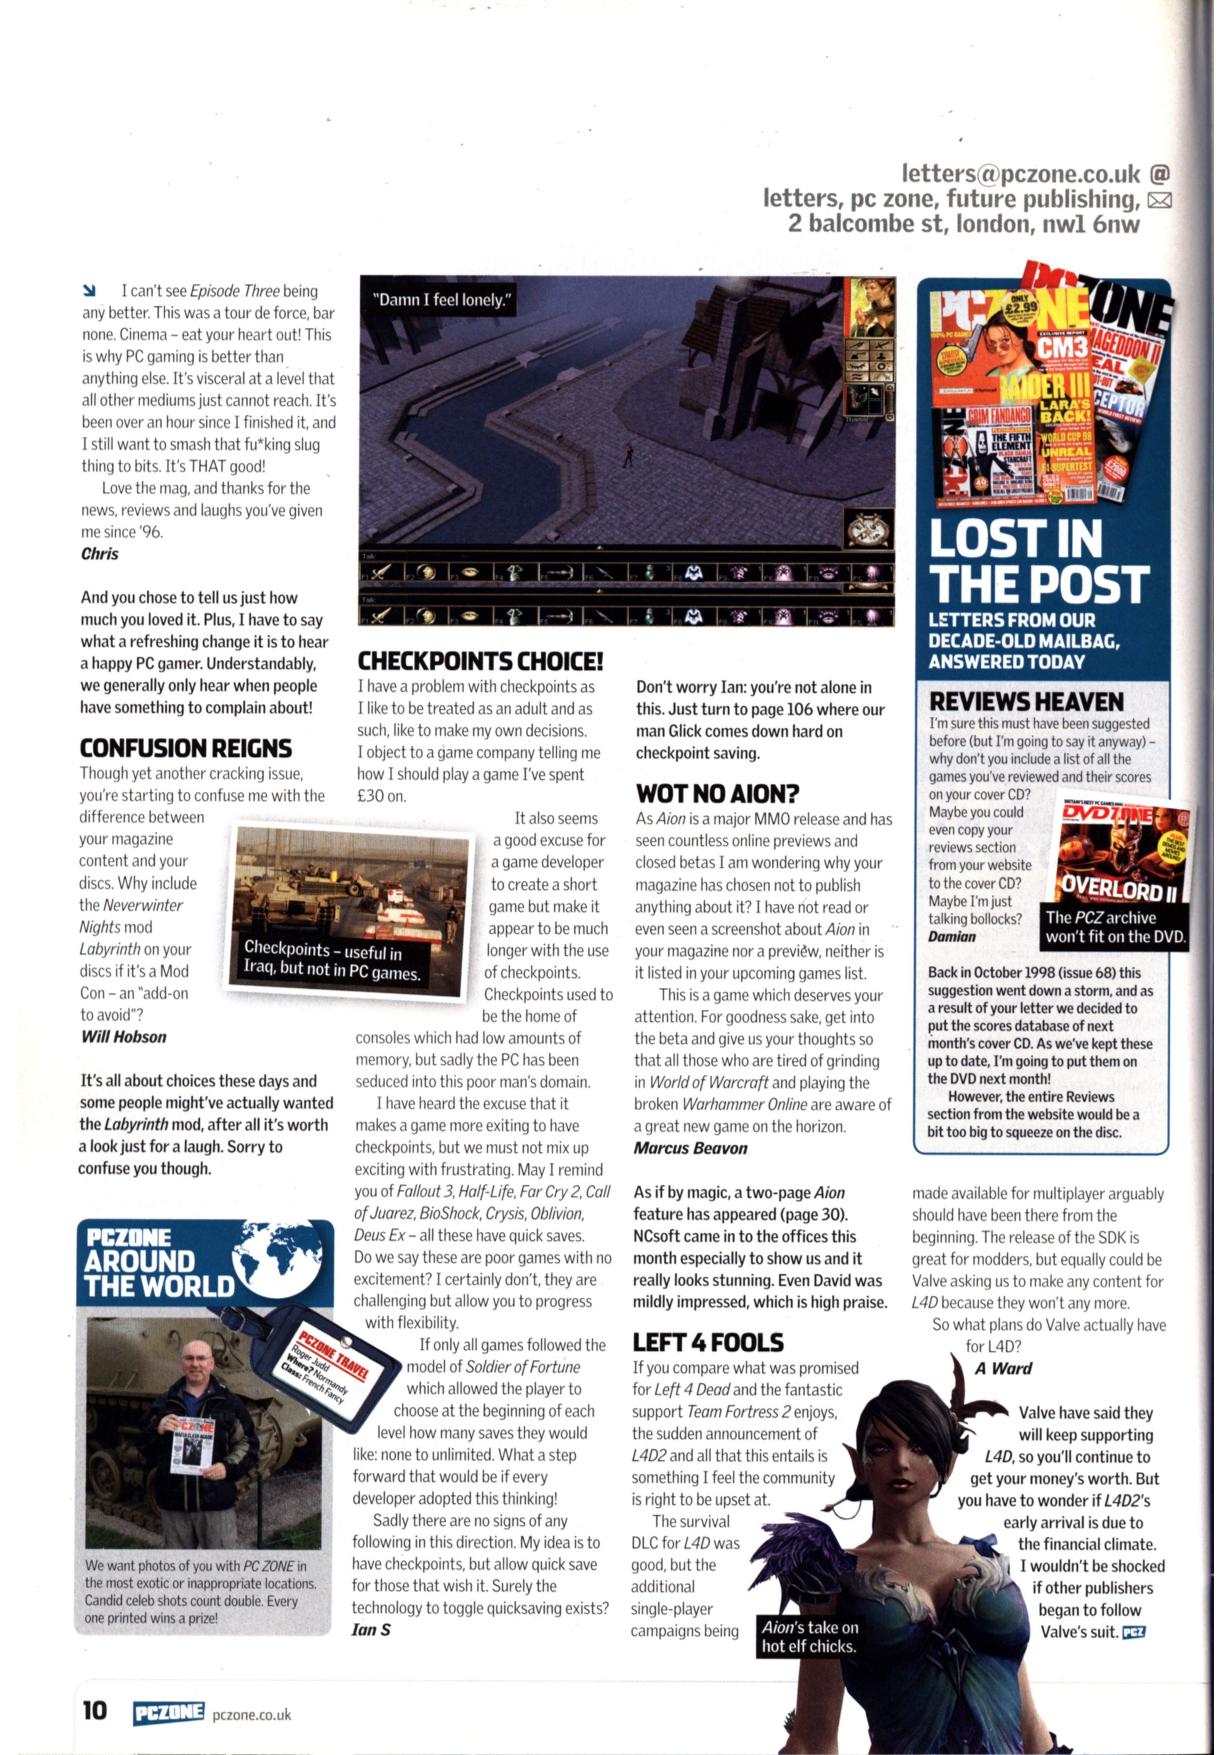 letters@pczone.co.uk @
letters, pc zone, future publishing,
2 balcombe st, london, nw1 6nw
I can't see Episode Three being
any better. This was a tour de force, bar
none. Cinema – eat your heart out! This
is why PC gaming is better than
anything else. It's visceral at a level that
all other mediums just cannot reach. It's
been over an hour since I finished it, and
I still want to smash that fu*king slug
thing to bits. It's THAT good!
Love the mag, and thanks for the
news, reviews and laughs you've given
me since '96.
Chris
And you chose to tell us just how
much you loved it. Plus, I have to say
what a refreshing change it is to hear
a happy PC gamer. Understandably,
we generally only hear when people
have something to complain about!
CONFUSION REIGNS
Though yet another cracking issue,
you're starting to confuse me with the
difference between
your magazine
content and your
discs. Why include
the Neverwinter
Nights mod
Labyrinth on your
discs if it's a Mod
Con – an "add-on
to avoid"?
Will Hobson
It's all about choices these days and
some people might've actually wanted
the Labyrinth mod, after all it's worth
a look just for a laugh. Sorry to
confuse you though.
PCZONE
AROUND
THE WORLD
PCZONE TRAVEL
Roger Judd
Where? Normandy
Class: French Fancy
We want photos of you with PC ZONE in
the most exotic or inappropriate locations.
Candid celeb shots count double. Every
one printed wins a prize!
"Damn I feel lonely."
CHECKPOINTS CHOICE!
I have a problem with checkpoints as
I like to be treated as an adult and as
such, like to make my own decisions.
I object to a game company telling me
how I should play a game I've spent
£30 on.
It also seems
a good excuse for
a game developer
to create a short
game but make it
appear to be much
longer with the use
of checkpoints.
Checkpoints used to
be the home of
consoles which had low amounts of
memory, but sadly the PC has been
seduced into this poor man's domain.
I have heard the excuse that it
makes a game more exiting to have
checkpoints, but we must not mix up
exciting with frustrating. May I remind
you of Fallout 3, Half-Life, Far Cry 2, Call
of Juarez, BioShock, Crysis, Oblivion,
Deus Ex – all these have quick saves.
Do we say these are poor games with no
excitement? I certainly don't, they are
challenging but allow you to progress
with flexibility.
If only all games followed the
model of Soldier of Fortune
which allowed the player to
choose at the beginning of each
level how many saves they would
like: none to unlimited. What a step
forward that would be if every
developer adopted this thinking!
Sadly there are no signs of any
following in this direction. My idea is to
have checkpoints, but allow quick save
for those that wish it. Surely the
technology to toggle quicksaving exists?
Ian S
Checkpoints – useful in
Iraq, but not in PC games.
Don't worry Ian: you're not alone in
this. Just turn to page 106 where our
man Glick comes down hard on
checkpoint saving.
WOT NO AION?
As Aion is a major MMO release and has
seen countless online previews and
closed betas I am wondering why your
magazine has chosen not to publish
anything about it? I have not read or
even seen a screenshot about Aion in
your magazine nor a preview, neither is
it listed in your upcoming games list.
This is a game which deserves your
attention. For goodness sake, get into
the beta and give us your thoughts so
that all those who are tired of grinding
in World of Warcraft and playing the
broken Warhammer Online are aware of
a great new game on the horizon.
Marcus Beavon
As if by magic, a two-page Aion
feature has appeared (page 30).
NCsoft came in to the offices this
month especially to show us and it
really looks stunning. Even David was
mildly impressed, which is high praise.
LEFT 4 FOOLS
If you compare what was promised
for Left 4 Dead and the fantastic
support Team Fortress 2 enjoys,
the sudden announcement of
L4D2 and all that this entails is
something I feel the community
is right to be upset at.
The survival
DLC for L4D was
good, but the
additional
single-player
campaigns being
Aion's take on
hot elf chicks.
PCZONE
ONLY
£2.99
CM3
RAIDER III
LARA'S
BACK!
GRIM FANDANGO
THE FIFTH
ELEMENT
WORLD CUP 98
UNREAL
SUPERTEST
LOST IN
THE POST
LETTERS FROM OUR
DECADE-OLD MAILBAG,
ANSWERED TODAY
REVIEWS HEAVEN
I'm sure this must have been suggested
before (but I'm going to say it anyway) –
why don't you include a list of all the
games you've reviewed and their scores
on your cover CD?
Maybe you could
even copy your
reviews section
from your website
to the cover CD?
Maybe I'm just
talking bollocks?
Damian
DVDZONE
OVERLORD II
The PCZ archive
won't fit on the DVD.
Back in October 1998 (issue 68) this
suggestion went down a storm, and as
a result of your letter we decided to
put the scores database of next
month's cover CD. As we've kept these
up to date, I'm going to put them on
the DVD next month!
However, the entire Reviews
section from the website would be a
bit too big to squeeze on the disc.
made available for multiplayer arguably
should have been there from the
beginning. The release of the SDK is
great for modders, but equally could be
Valve asking us to make any content for
L4D because they won't any more.
So what plans do Valve actually have
for L4D?
A Ward
Valve have said they
will keep supporting
L4D, so you'll continue to
get your money's worth. But
you have to wonder if L4D2's
early arrival is due to
the financial climate.
I wouldn't be shocked
if other publishers
began to follow
Valve's suit. PCZ
10 PCZONE pczone.co.uk